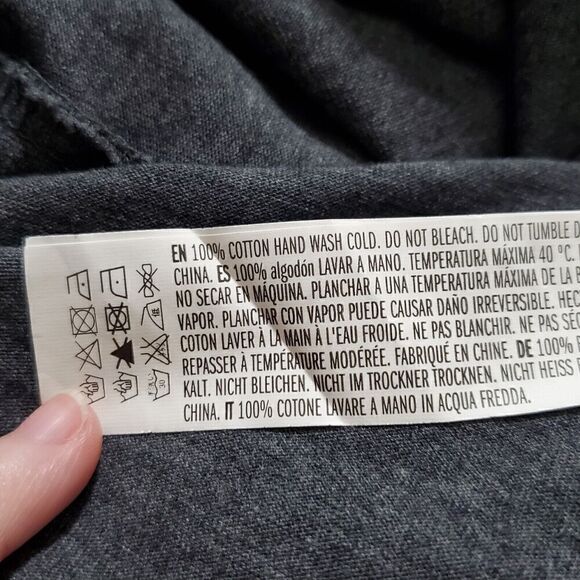 EN 100% COTTON HAND WASH COLD. DO NOT BLEACH. DO NOT TUMBLE D
CHINA. ES 100% algodón LAVAR A MANO. TEMPERATURA MÁXIMA 40 °C.
NO SECAR EN MÁQUINA. PLANCHAR A UNA TEMPERATURA MÁXIMA DE LA
VAPOR. PLANCHAR CON VAPOR PUEDE CAUSAR DAÑO IRREVERSIBLE. HEC
COTON LAVER À LA MAIN À L'EAU FROIDE. NE PAS BLANCHIR. NE PAS SÉC
REPASSER À TEMPÉRATURE MODÉRÉE. FABRIQUÉ EN CHINE. DE 100%
KALT. NICHT BLEICHEN. NICHT IM TROCKNER TROCKNEN. NICHT HEISS
CHINA. IT 100% COTONE LAVARE A MANO IN ACQUA FREDDA.
30